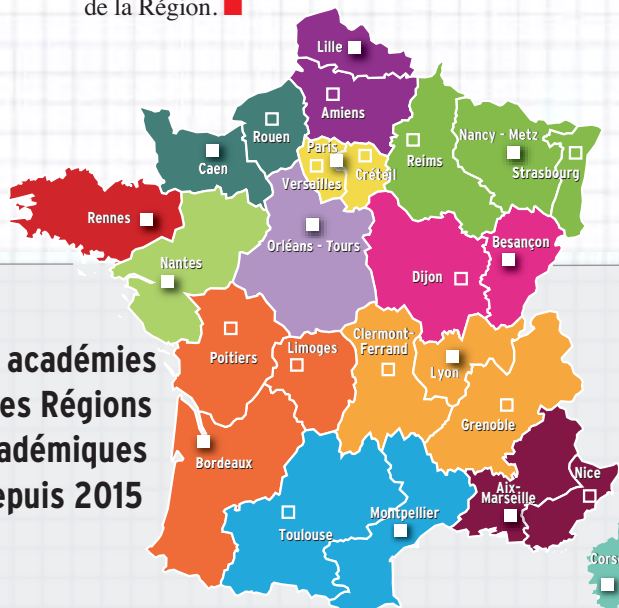 de la Région.
Lille
Amiens
Rouen
Caen
Paris
Versailles
Créteil
Reims
Nancy - Metz
Strasbourg
Rennes
Nantes
Orléans - Tours
Dijon
Besançon
Poitiers
Limoges
Clermont-
Ferrand
Lyon
Grenoble
Bordeaux
Toulouse
Montpellier
Aix-
Marseille
Nice
Cors
académies
es Régions
adémiques
epuis 2015